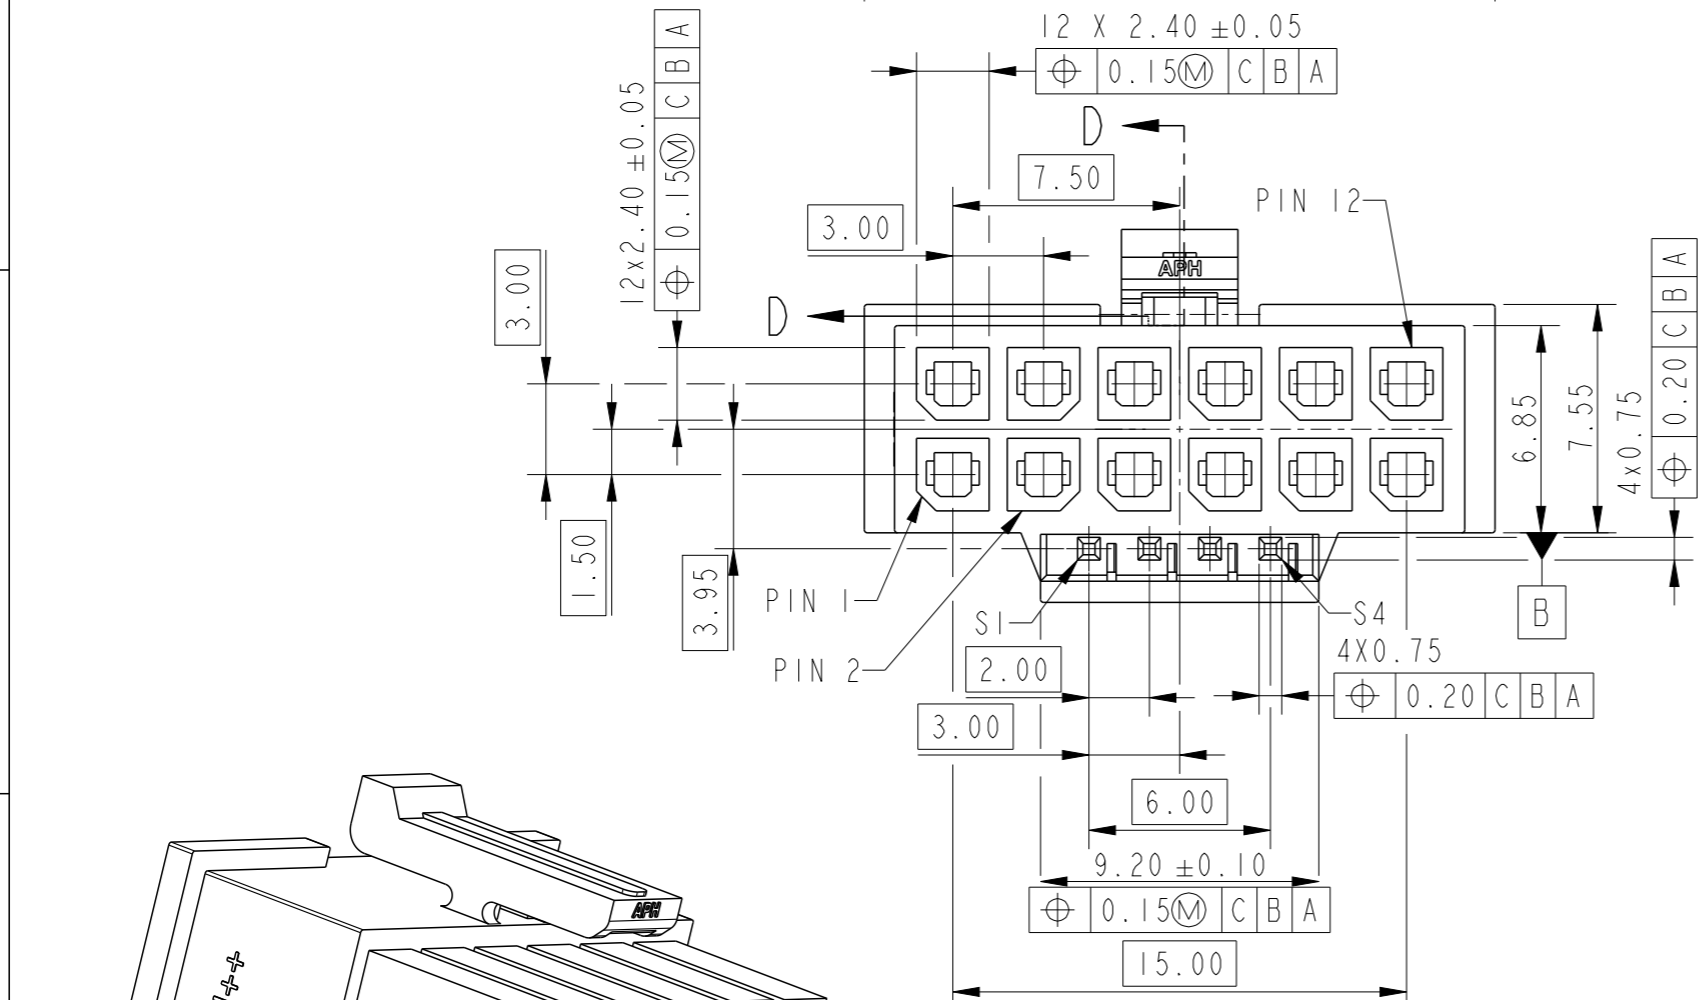 12 X 2.40 ±0.05
⌖ 0.15Ⓜ C B A
12x2.40 ±0.05
⌖ 0.15Ⓜ C B A
D
7.50
PIN 12
3.00
3.00
APH
D
⌖ 0.20 C B A
4x0.75
7.55
6.85
1.50
3.95
PIN 1
PIN 2
S1
S4
B
2.00
4X0.75
⌖ 0.20 C B A
3.00
6.00
9.20 ±0.10
⌖ 0.15Ⓜ C B A
15.00
APH
++